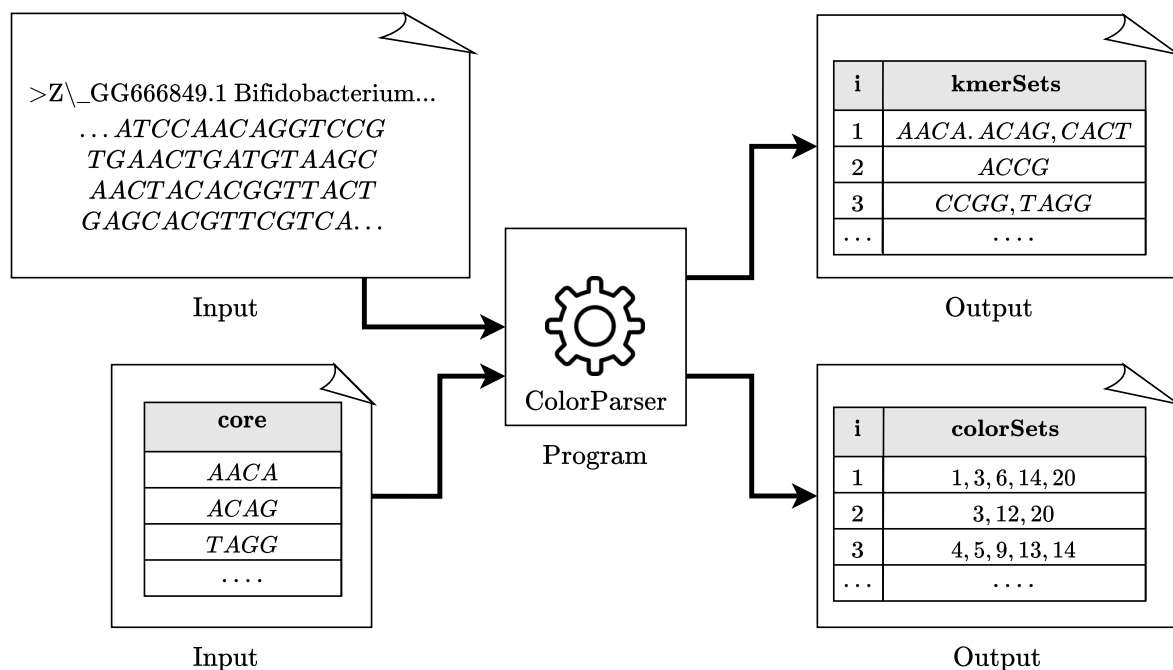 >Z\_GG666849.1 Bifidobacterium...
...ATCCAACAGGTCCG
TGAACTGATGTAAGC
AACTACACGGTTACT
GAGCACGTTCGTCA...
Input
core
AACA
ACAG
TAGG
....
Input
ColorParser
Program
i kmerSets
1 AACA.ACAG,CACT
2 ACCG
3 CCGG,TAGG
... ....
Output
i colorSets
1 1,3,6,14,20
2 3,12,20
3 4,5,9,13,14
... ....
Output